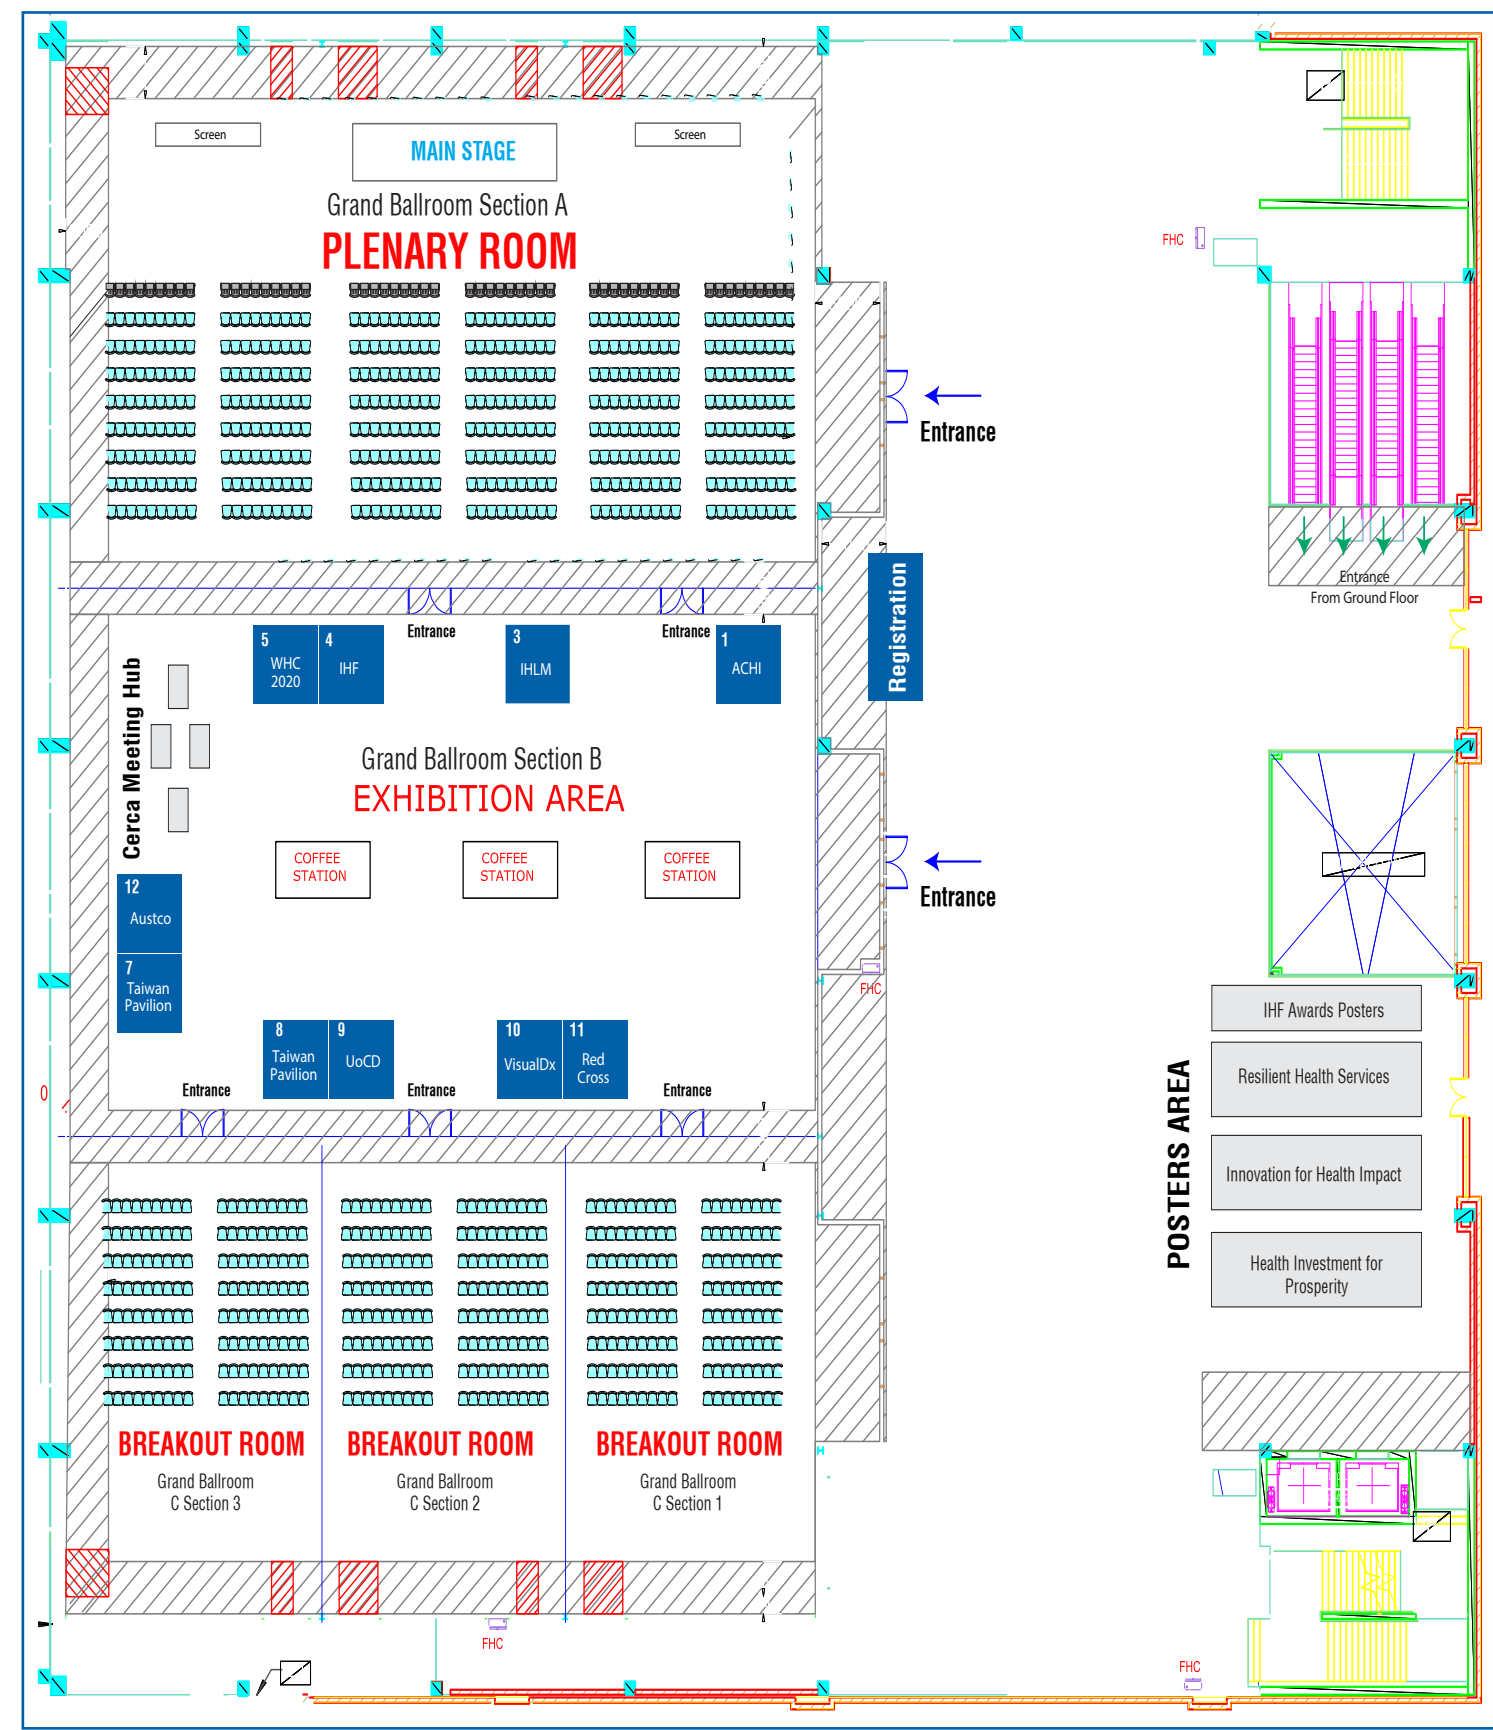 Screen
MAIN STAGE
Screen
Grand Ballroom Section A
PLENARY ROOM
FHC
Entrance
Entrance
From Ground Floor
Registration
Entrance
Entrance
5
WHC
2020
4
IHF
3
IHLM
1
ACHI
Cerca Meeting Hub
Grand Ballroom Section B
EXHIBITION AREA
COFFEE
STATION
COFFEE
STATION
COFFEE
STATION
Entrance
12
Austco
7
Taiwan
Pavilion
FHC
8
Taiwan
Pavilion
9
UoCD
10
VisualDx
11
Red
Cross
Entrance
Entrance
Entrance
0
POSTERS AREA
IHF Awards Posters
Resilient Health Services
Innovation for Health Impact
Health Investment for
Prosperity
BREAKOUT ROOM
Grand Ballroom
C Section 3
BREAKOUT ROOM
Grand Ballroom
C Section 2
BREAKOUT ROOM
Grand Ballroom
C Section 1
FHC
FHC